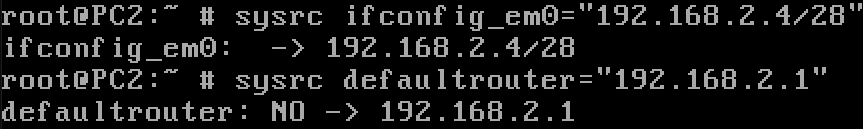 root@PC2:~ # sysrc ifconfig_em0="192.168.2.4/28"
ifconfig_em0:  -> 192.168.2.4/28
root@PC2:~ # sysrc defaultrouter="192.168.2.1"
defaultrouter: NO -> 192.168.2.1